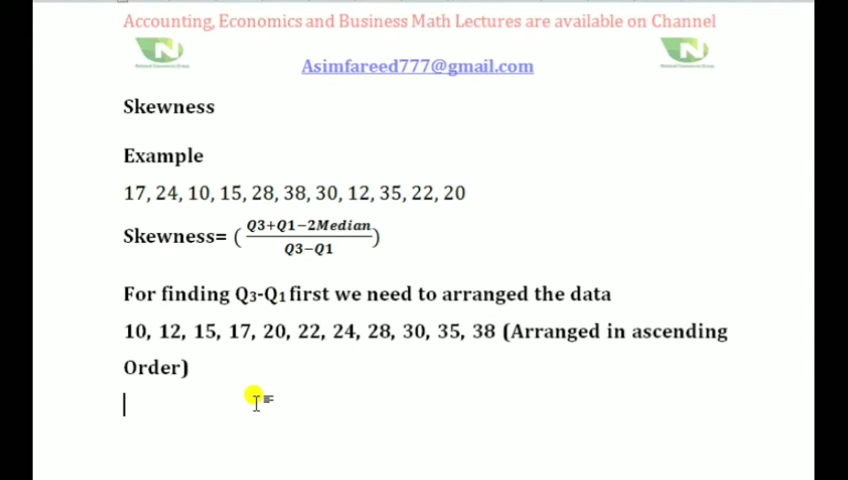 Accounting, Economics and Business Math Lectures are available on Channel
N N
Asimfareed777@gmail.com
Skewness
Example
17, 24, 10, 15, 28, 38, 30, 12, 35, 22, 20
Skewness= (Q3+Q1−2Median / Q3−Q1)
For finding Q3-Q1 first we need to arranged the data
10, 12, 15, 17, 20, 22, 24, 28, 30, 35, 38 (Arranged in ascending
Order)